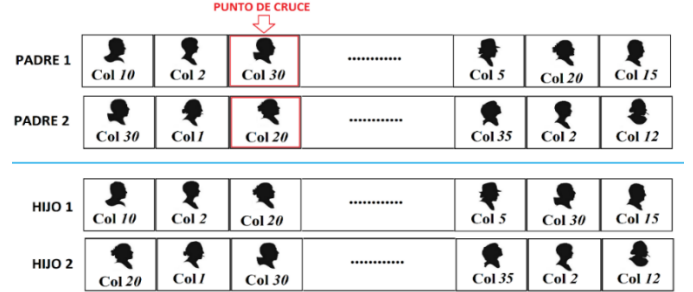 PUNTO DE CRUCE
PADRE 1 Col 10 Col 2 Col 30 ............ Col 5 Col 20 Col 15
PADRE 2 Col 30 Col 1 Col 20 ............ Col 35 Col 2 Col 12
HIJO 1 Col 10 Col 2 Col 20 ............ Col 5 Col 30 Col 15
HIJO 2 Col 20 Col 1 Col 30 ............ Col 35 Col 2 Col 12